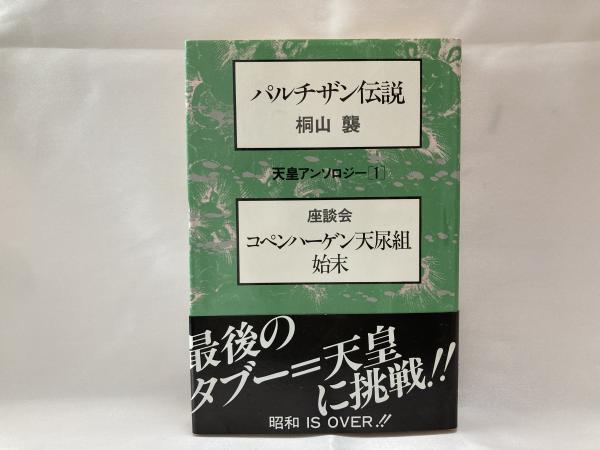 パルチザン伝説
桐山 襲
天皇アンソロジー[1]
座談会
コペンハーゲン天尿組
始末
最後の
タブー=天皇
に挑戦!!
昭和 IS OVER!!